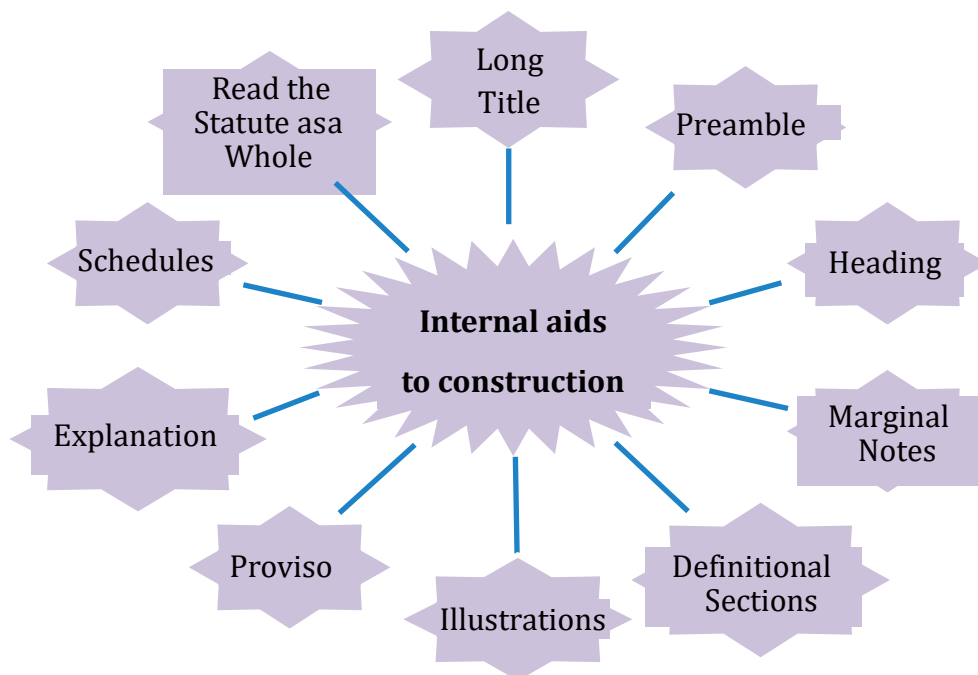 Long
Title
Preamble
Heading
Marginal
Notes
Definitional
Sections
Illustrations
Proviso
Explanation
Schedules
Read the
Statute asa
Whole
Internal aids
to construction